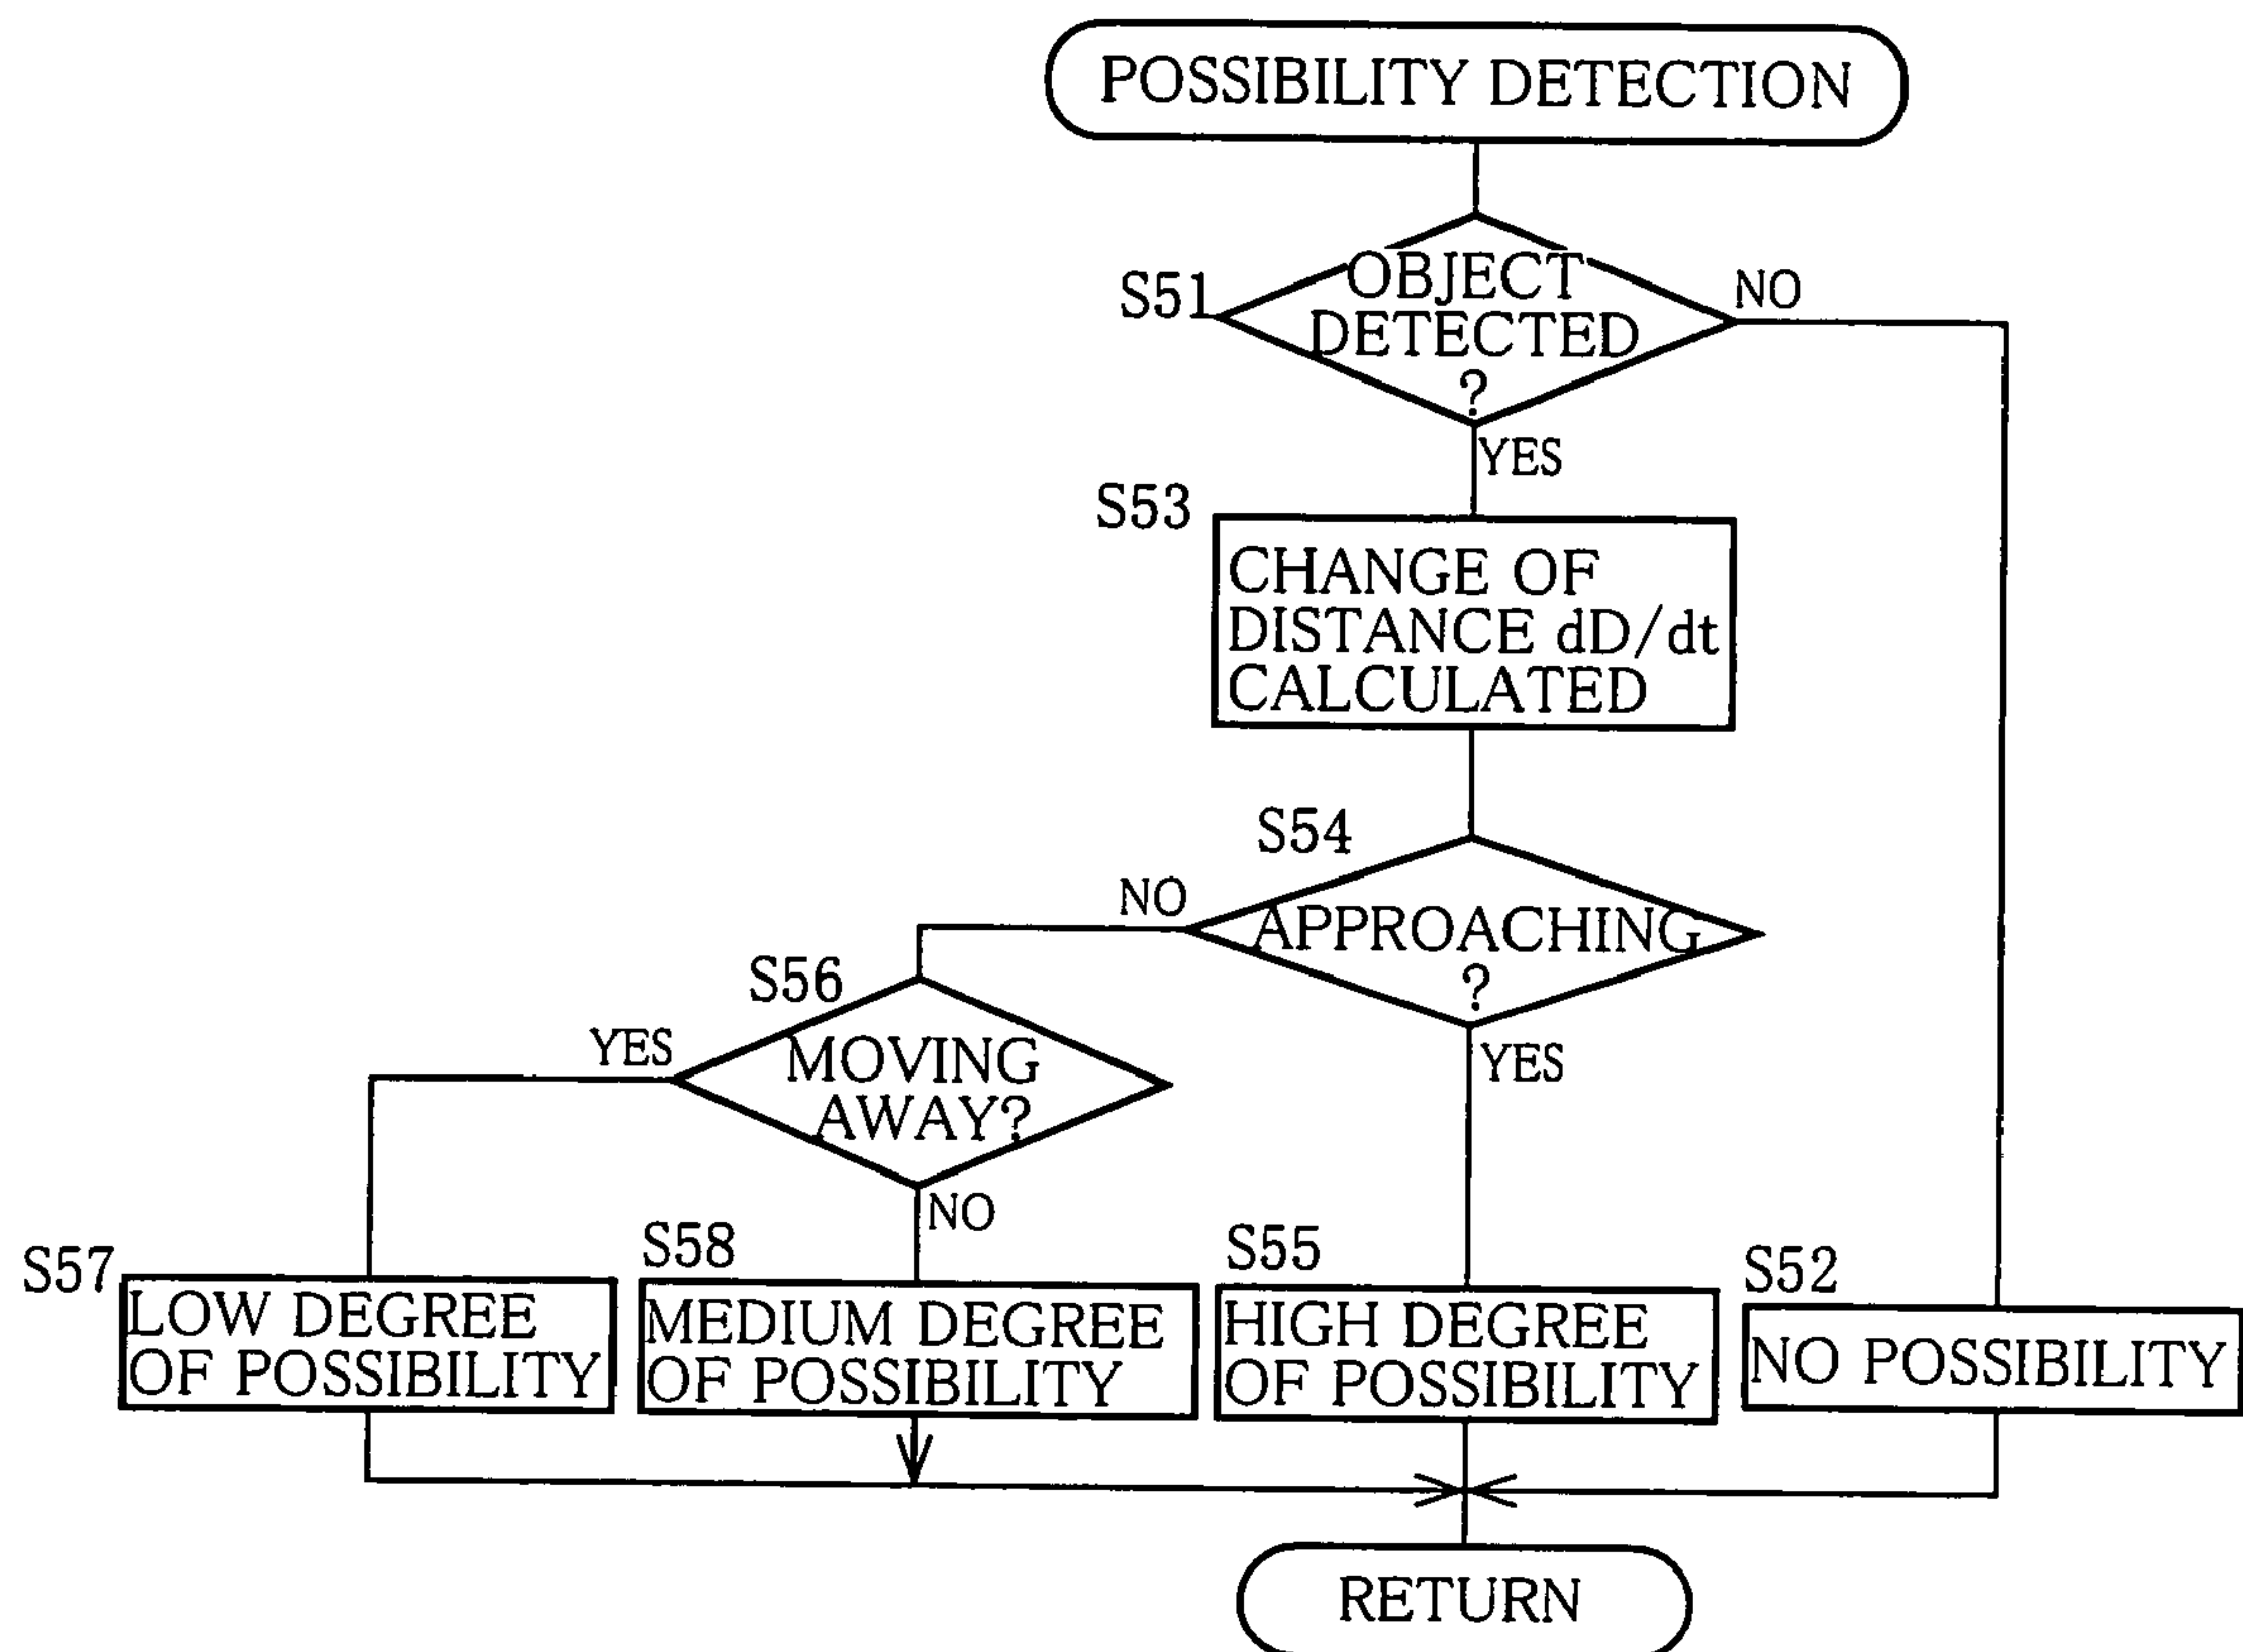 POSSIBILITY DETECTION
S51
OBJECT
DETECTED
?
NO
YES
S53
CHANGE OF
DISTANCE dD/dt
CALCULATED
S54
NO
APPROACHING
?
YES
S56
YES
MOVING
AWAY?
NO
S57
LOW DEGREE
OF POSSIBILITY
S58
MEDIUM DEGREE
OF POSSIBILITY
S55
HIGH DEGREE
OF POSSIBILITY
S52
NO POSSIBILITY
RETURN